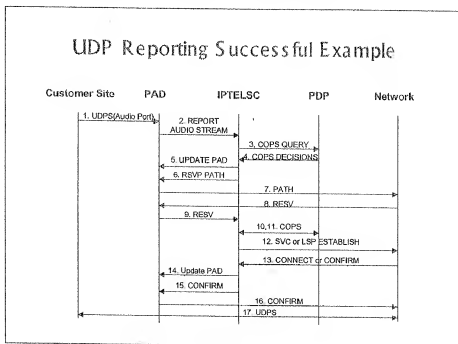 UDP Reporting Successful Example
Customer Site PAD IPTELSC PDP Network
1. UDPS(Audio Port)
2. REPORT
AUDIO STREAM
3. COPS QUERY
4. COPS DECISIONS
5. UPDATE PAD
6. RSVP PATH
7. PATH
8. RESV
9. RESV
10,11. COPS
12. SVC or LSP ESTABLISH
13. CONNECT or CONFIRM
14. Update PAD
15. CONFIRM
16. CONFIRM
17. UDPS